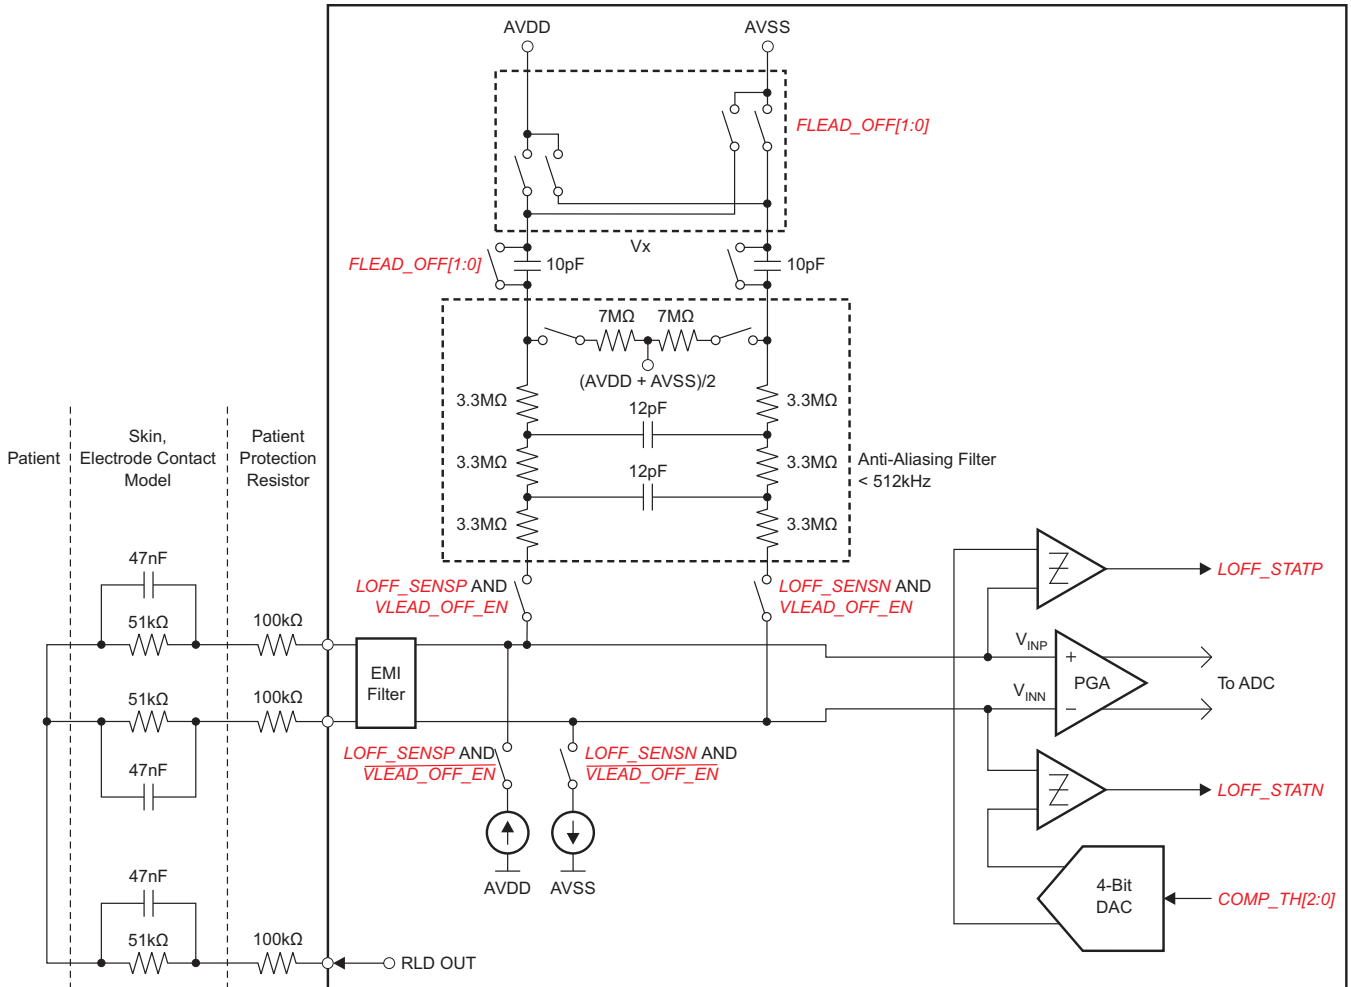 AVDD
AVSS
FLEAD_OFF[1:0]
Vx
FLEAD_OFF[1:0]
10pF
10pF
7MΩ
7MΩ
(AVDD + AVSS)/2
3.3MΩ
12pF
3.3MΩ
3.3MΩ
12pF
3.3MΩ
3.3MΩ
3.3MΩ
Anti-Aliasing Filter
< 512kHz
Patient
Skin,
Electrode Contact
Model
Patient
Protection
Resistor
47nF
51kΩ
100kΩ
51kΩ
100kΩ
47nF
47nF
51kΩ
100kΩ
EMI
Filter
LOFF_SENSP AND
VLEAD_OFF_EN
LOFF_SENSN AND
VLEAD_OFF_EN
LOFF_SENSP AND
VLEAD_OFF_EN
LOFF_SENSN AND
VLEAD_OFF_EN
AVDD
AVSS
RLD OUT
LOFF_STATP
VINP
+
PGA
To ADC
VINN
−
LOFF_STATN
4-Bit
DAC
COMP_TH[2:0]